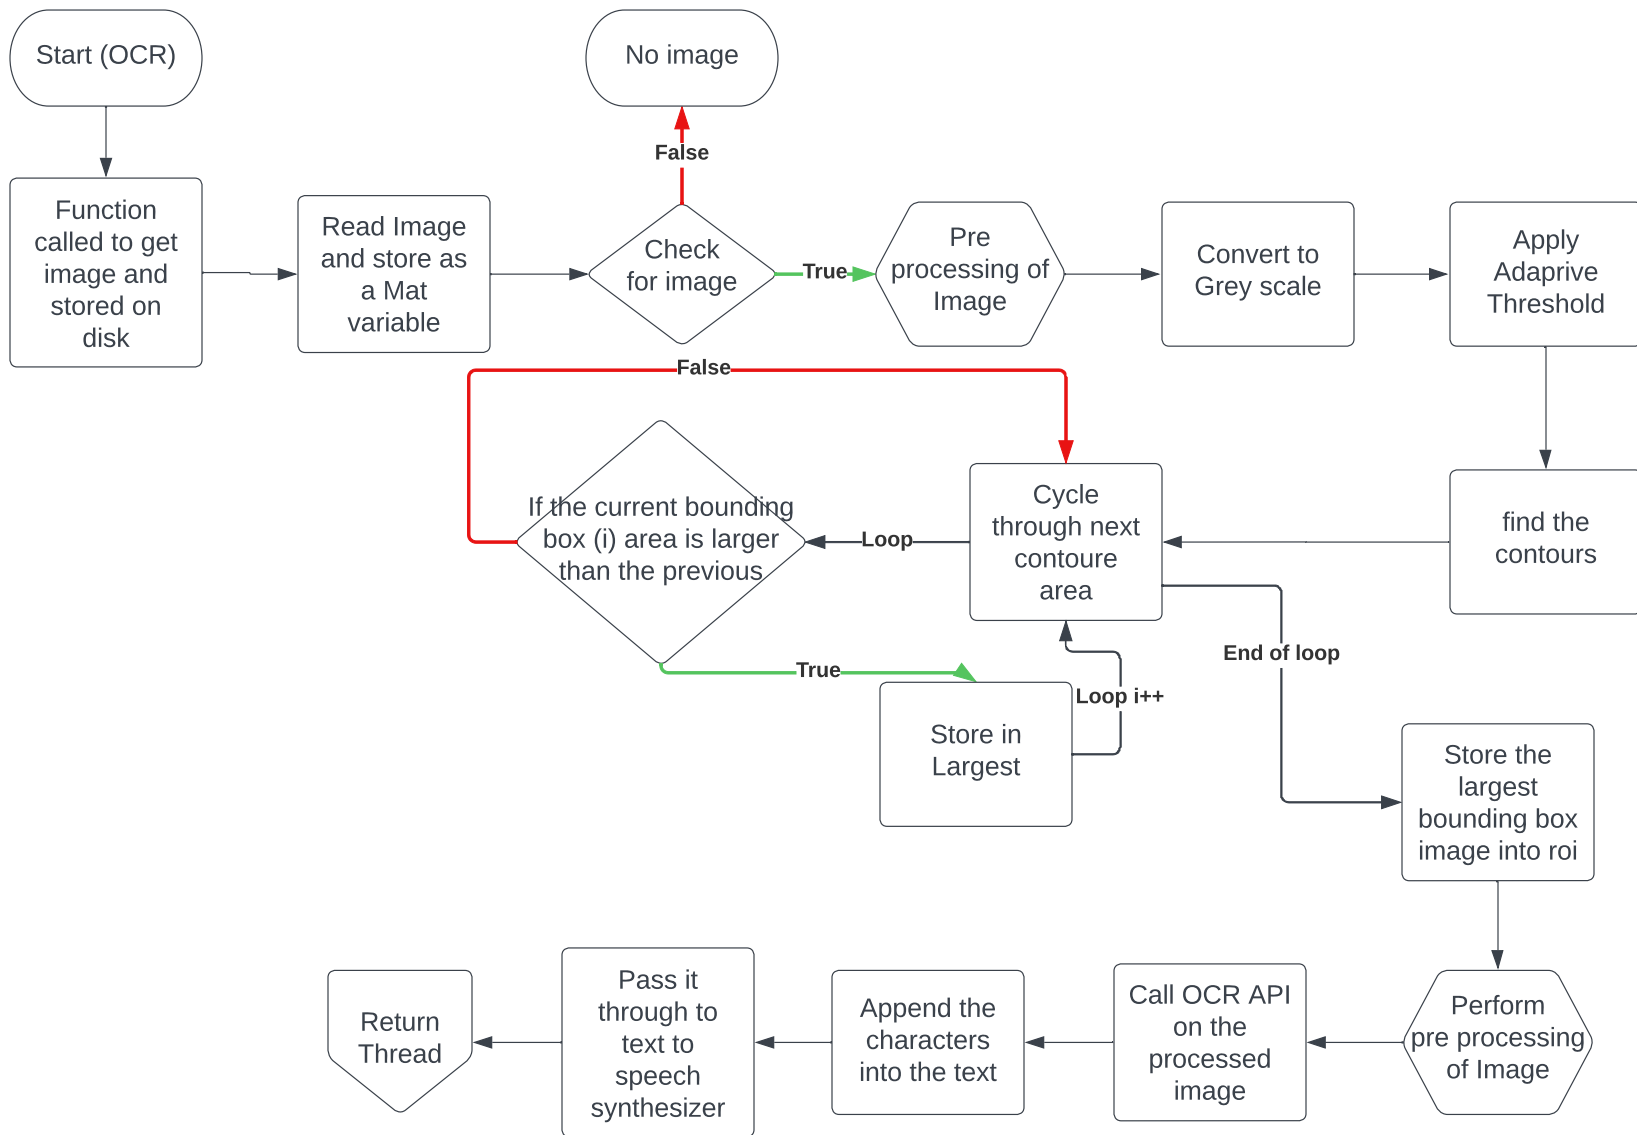 Start (OCR)
No image
False
Function
called to get
image and
stored on
disk
Read Image
and store as
a Mat
variable
Check
for image
True
Pre
processing of
Image
Convert to
Grey scale
Apply
Adaprive
Threshold
False
If the current bounding
box (i) area is larger
than the previous
Loop
Cycle
through next
contoure
area
find the
contours
True
Loop i++
End of loop
Store in
Largest
Store the
largest
bounding box
image into roi
Return
Thread
Pass it
through to
text to
speech
synthesizer
Append the
characters
into the text
Call OCR API
on the
processed
image
Perform
pre processing
of Image